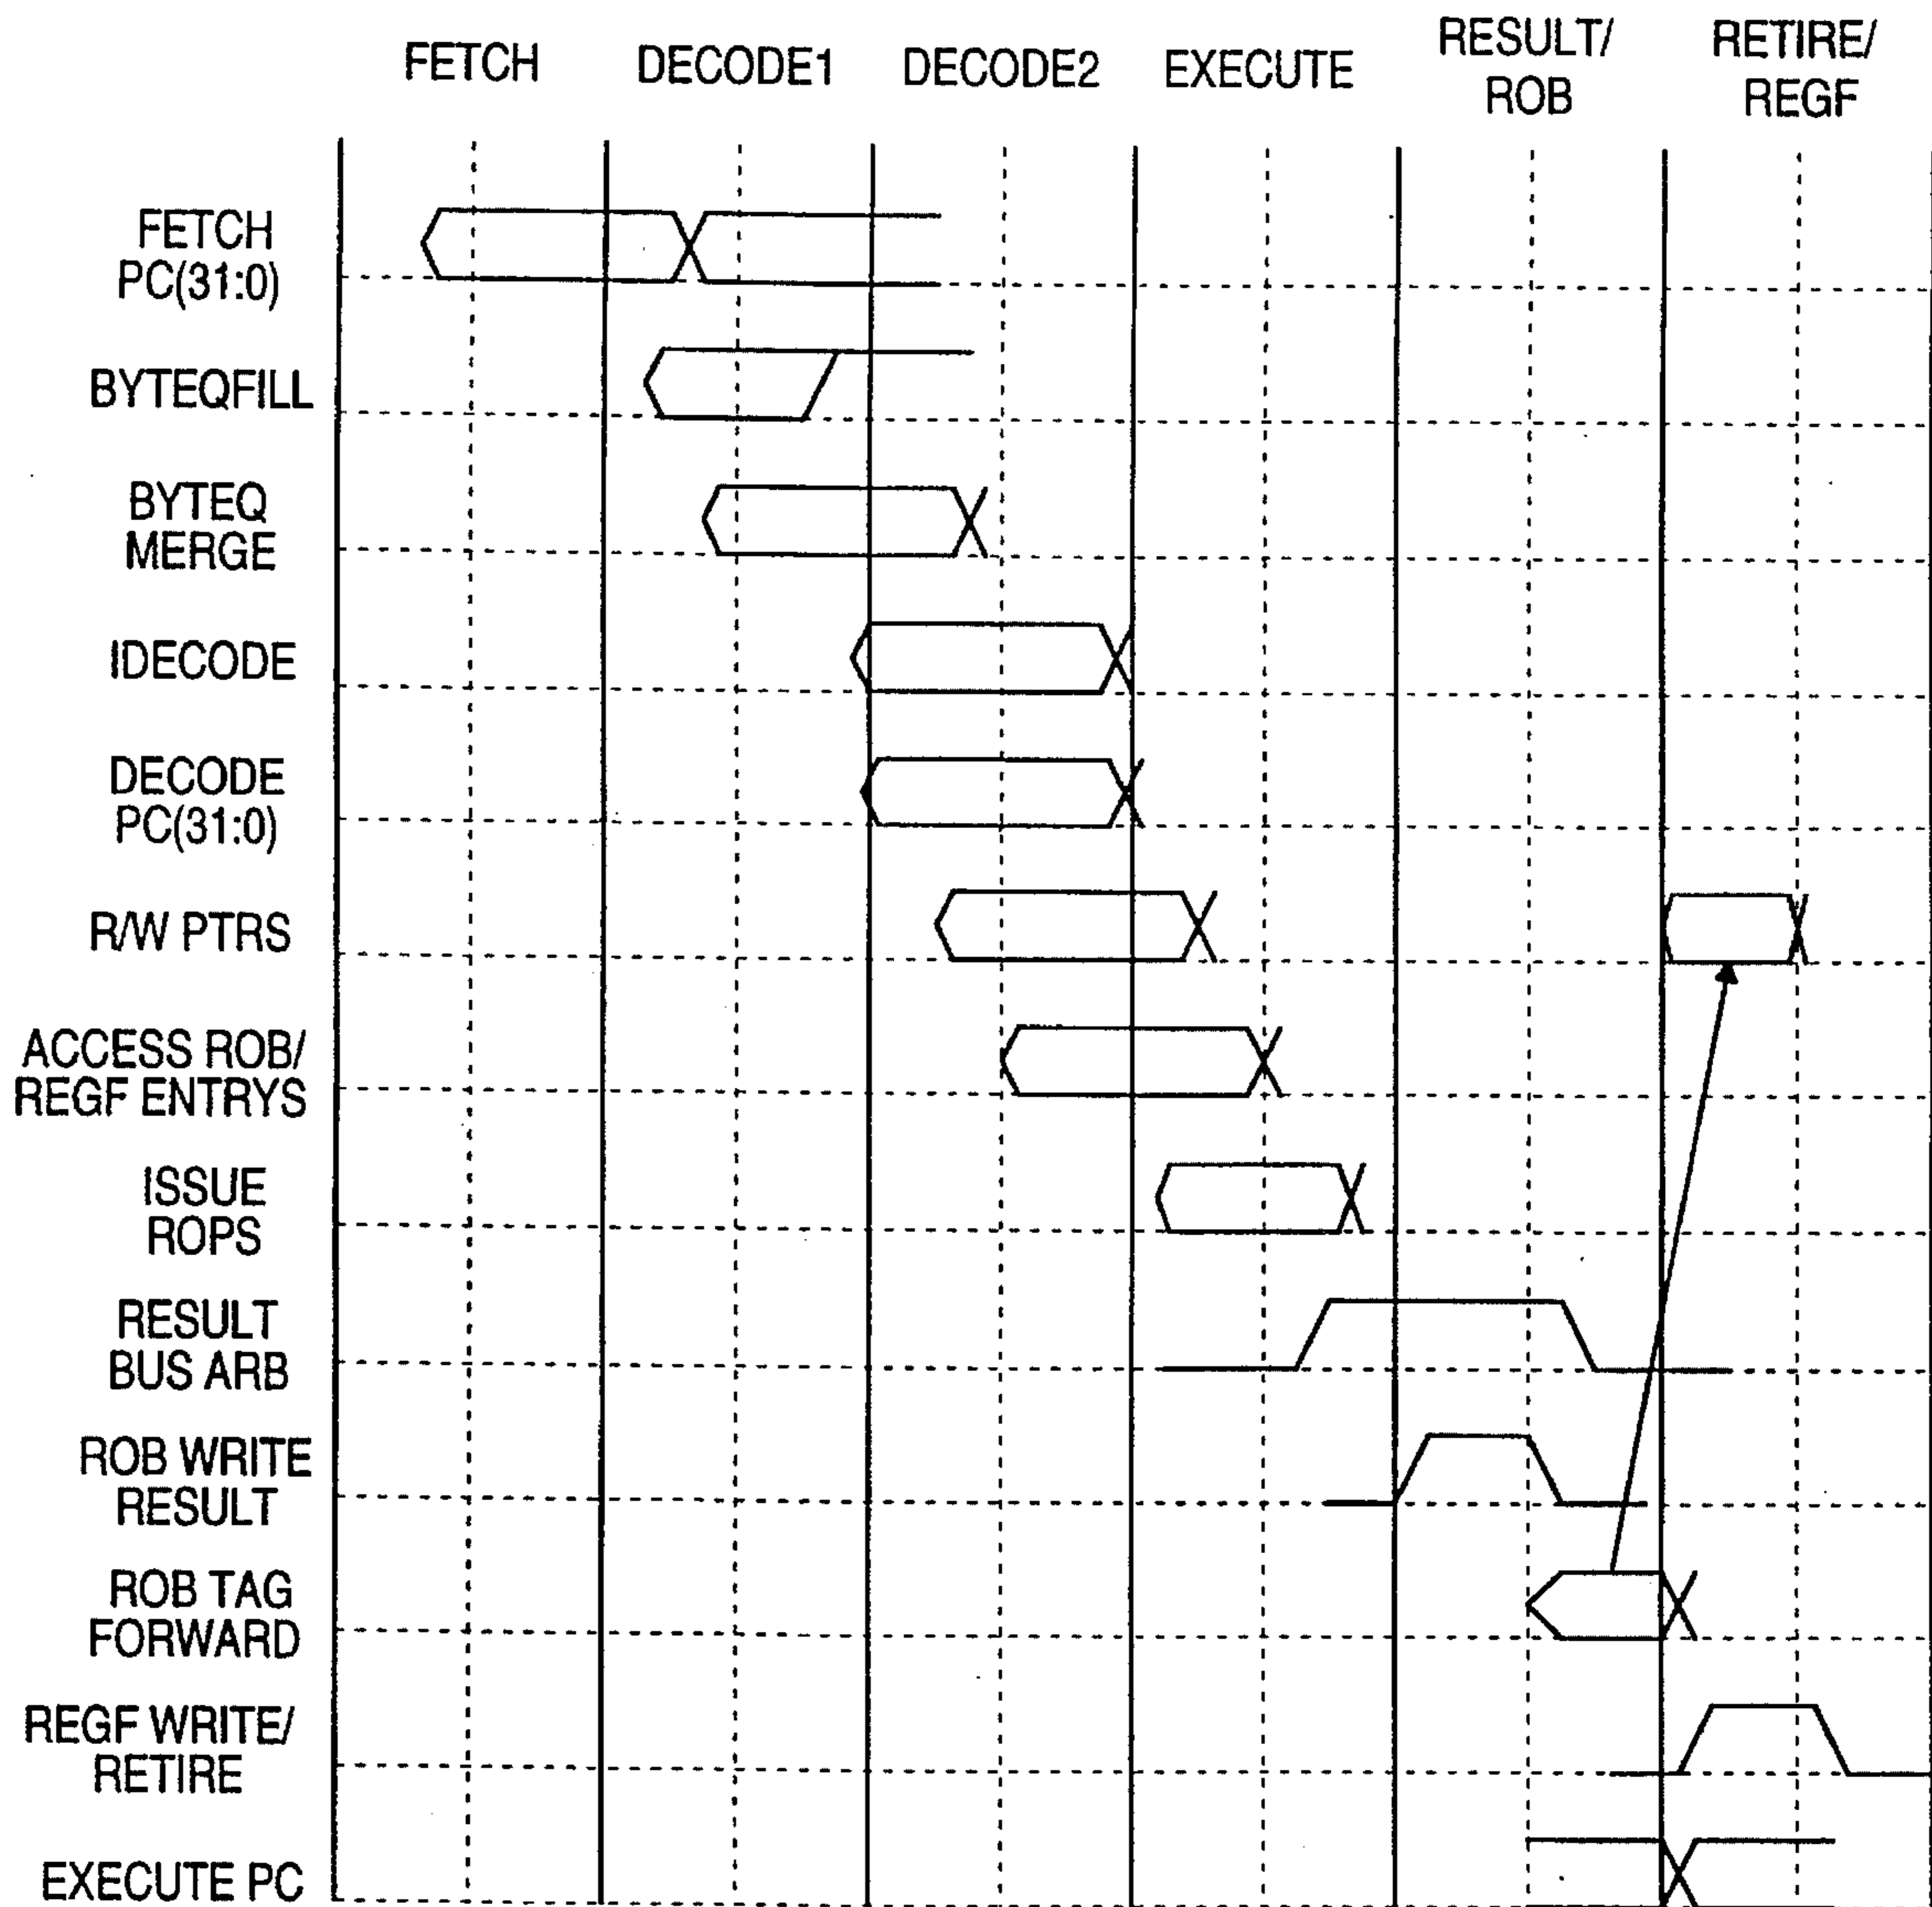 FETCH
DECODE1
DECODE2
EXECUTE
RESULT/
ROB
RETIRE/
REGF
FETCH
PC(31:0)
BYTEQFILL
BYTEQ
MERGE
IDECODE
DECODE
PC(31:0)
R/W PTRS
ACCESS ROB/
REGF ENTRYS
ISSUE
ROPS
RESULT
BUS ARB
ROB WRITE
RESULT
ROB TAG
FORWARD
REGF WRITE/
RETIRE
EXECUTE PC